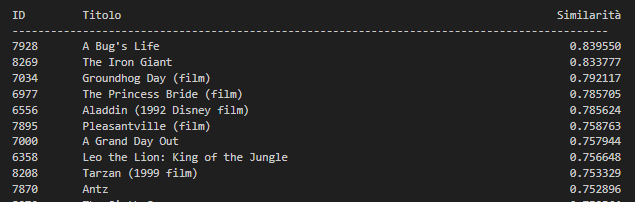 ID Titolo Similarità
7928 A Bug's Life 0.839550
8269 The Iron Giant 0.833777
7034 Groundhog Day (film) 0.792117
6977 The Princess Bride (film) 0.785705
6556 Aladdin (1992 Disney film) 0.785624
7895 Pleasantville (film) 0.758763
7000 A Grand Day Out 0.757944
6358 Leo the Lion: King of the Jungle 0.756648
8208 Tarzan (1999 film) 0.753329
7870 Antz 0.752896